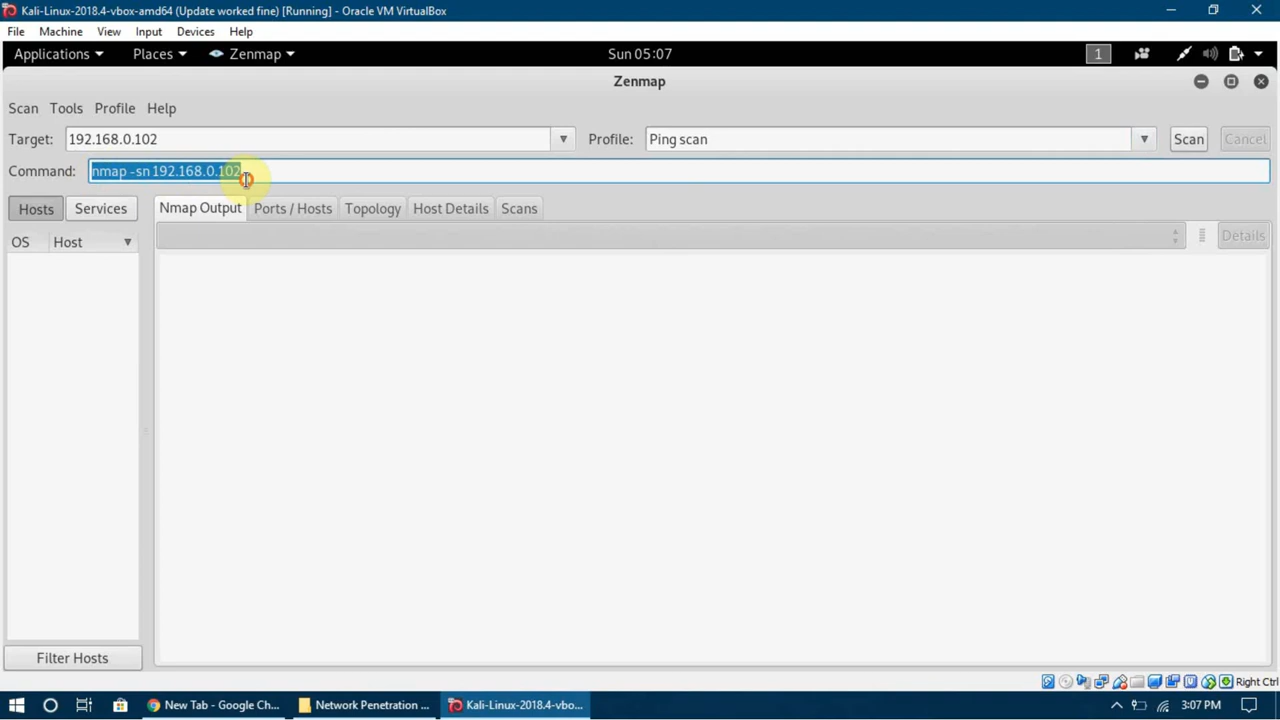 Kali-Linux-2018.4-vbox-amd64 (Update worked fine) [Running] - Oracle VM VirtualBox
File Machine View Input Devices Help
Applications Places Zenmap Sun 05:07 1
Zenmap
Scan Tools Profile Help
Target: 192.168.0.102 Profile: Ping scan Scan Cancel
Command: nmap -sn 192.168.0.102
Hosts Services Nmap Output Ports / Hosts Topology Host Details Scans
Details
OS Host
Filter Hosts
Right Ctrl
New Tab - Google Ch... Network Penetration ... Kali-Linux-2018.4-vbo... 3:07 PM